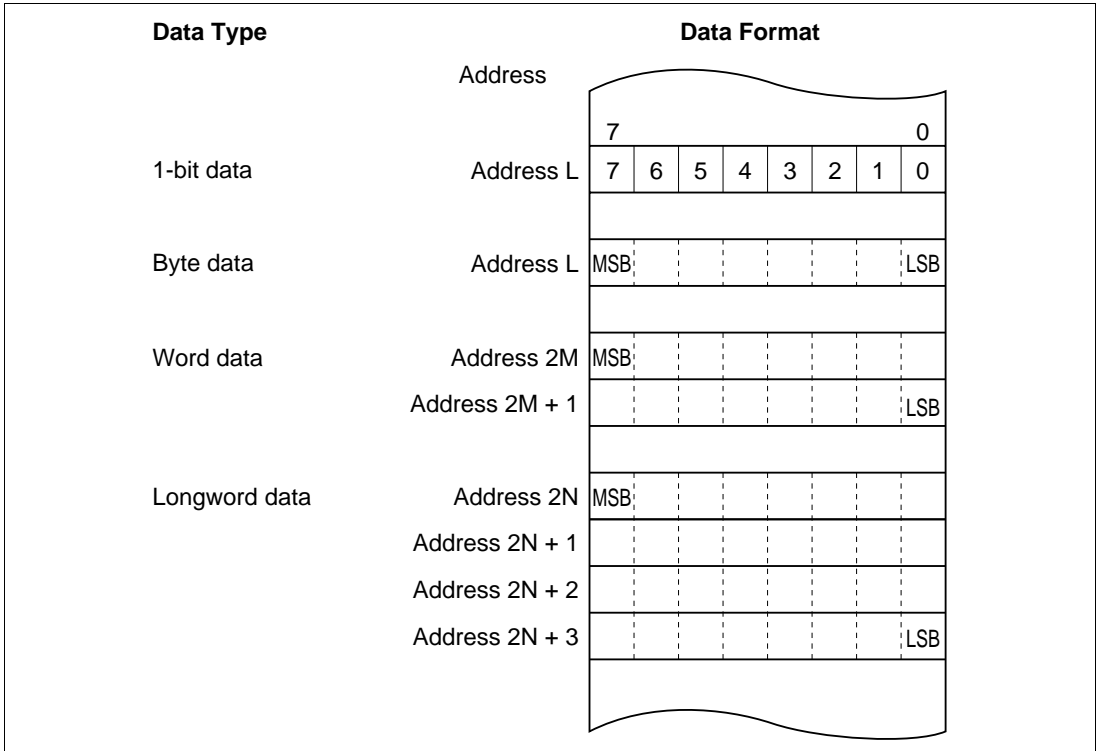 Data Type Data Format
Address
7 0
1-bit data Address L 7 6 5 4 3 2 1 0
Byte data Address L MSB LSB
Word data Address 2M MSB
Address 2M + 1 LSB
Longword data Address 2N MSB
Address 2N + 1
Address 2N + 2
Address 2N + 3 LSB